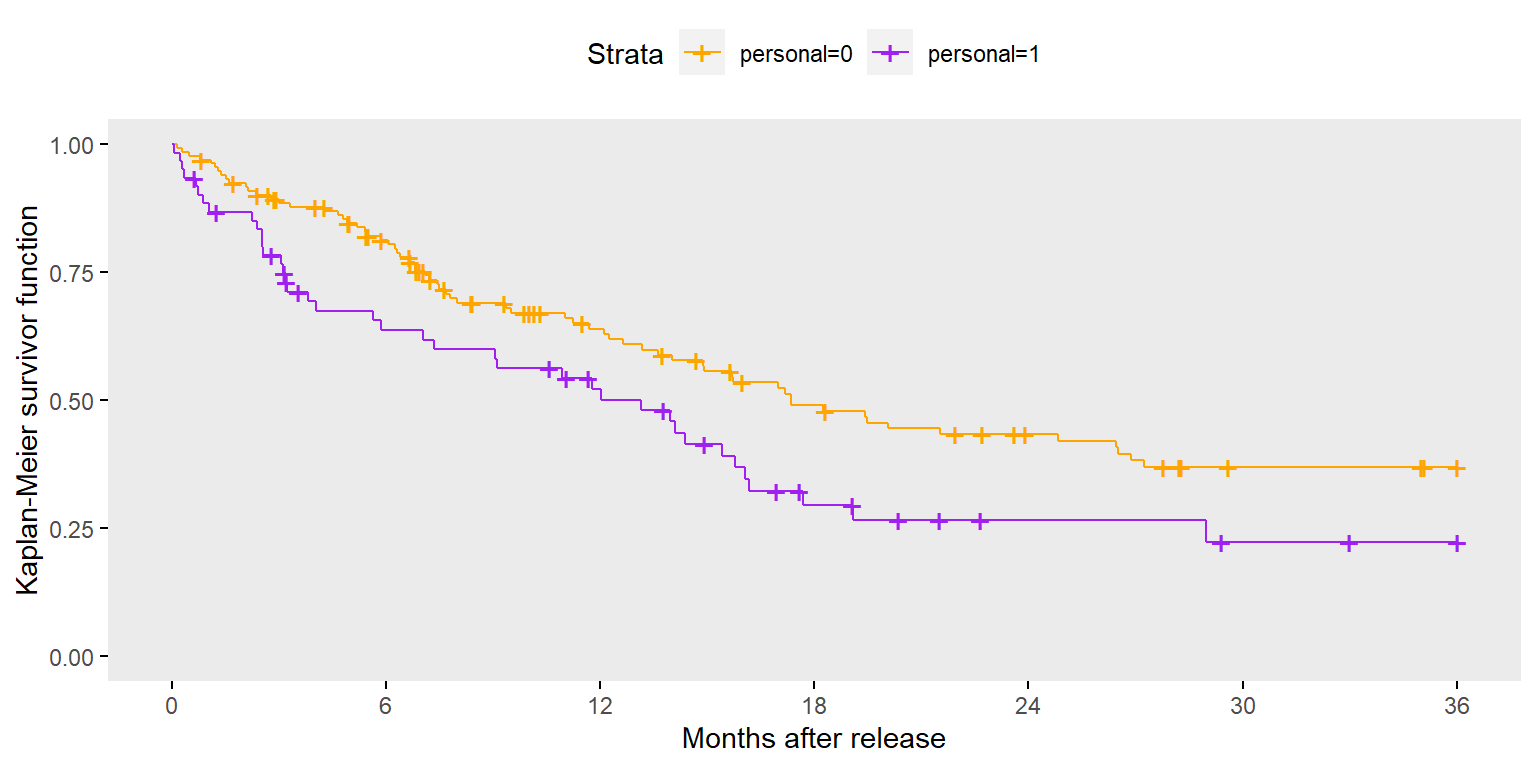 Strata personal=0 personal=1
Kaplan-Meier survivor function
1.00
0.75
0.50
0.25
0.00
0 6 12 18 24 30 36
Months after release